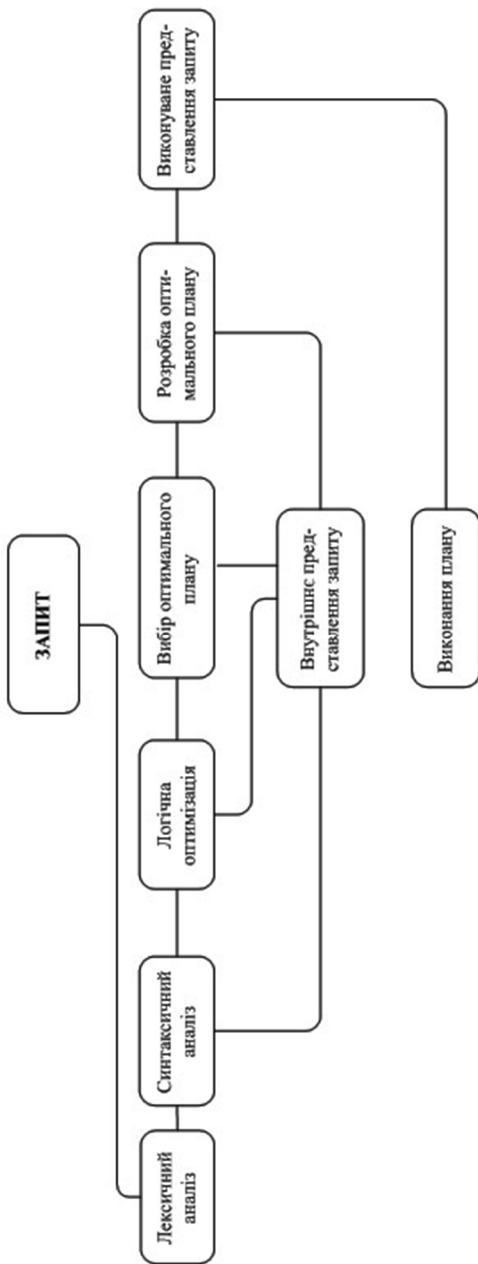 ЗАПИТ
Лексичний
аналіз
Синтаксичний
аналіз
Логічна
оптимізація
Вибір оптимального
плану
Розробка опти-
мального плану
Виконуване пред-
ставлення запиту
Внутрішнє пред-
ставлення запиту
Виконання плану